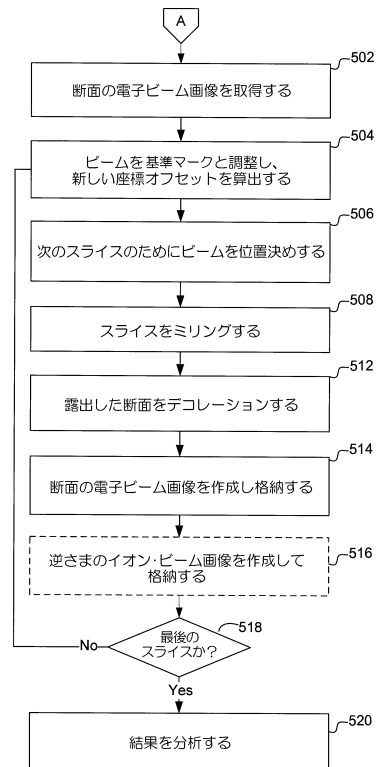 A
502
断面の電子ビーム画像を取得する
504
ビームを基準マークと調整し、
新しい座標オフセットを算出する
506
次のスライスのためにビームを位置決めする
508
スライスをミリングする
512
露出した断面をデコレーションする
514
断面の電子ビーム画像を作成し格納する
516
逆さまのイオン・ビーム画像を作成して
格納する
518
最後の
スライスか？
No
Yes
520
結果を分析する